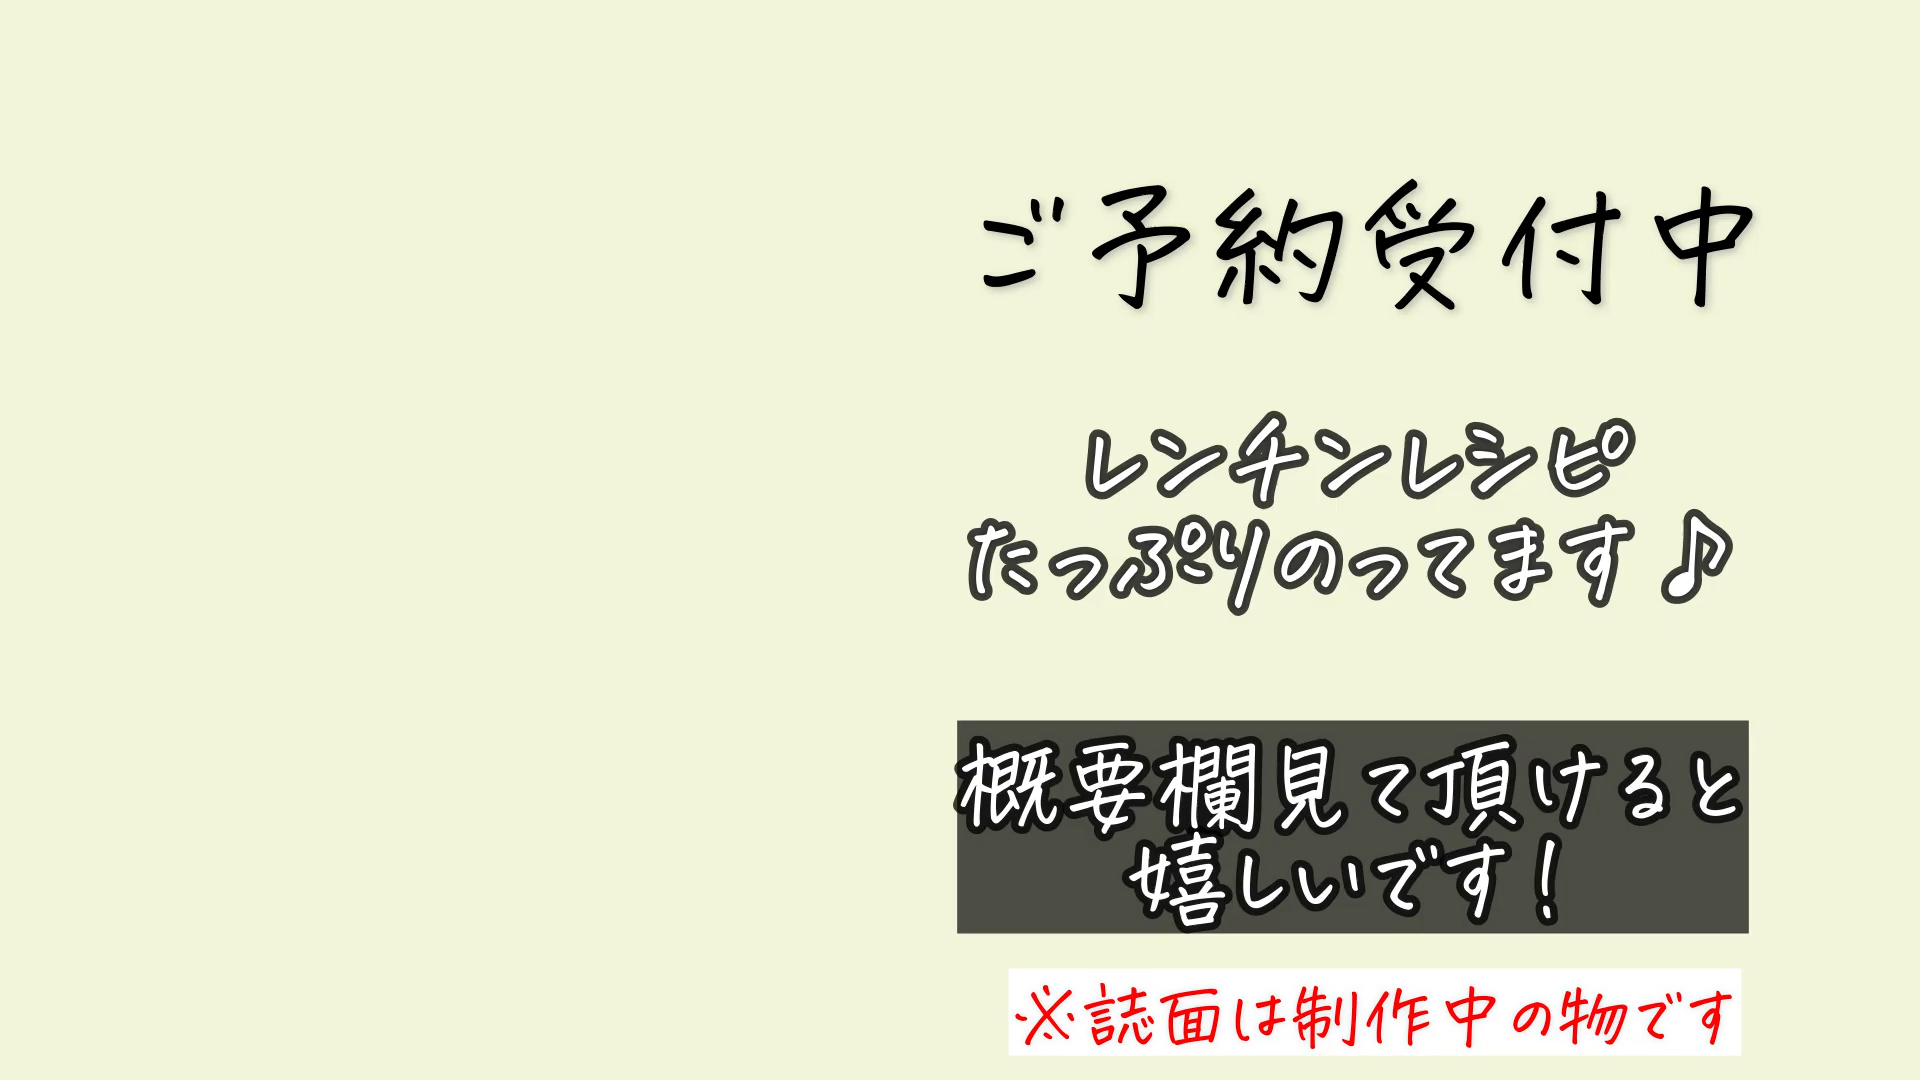 ご予約受付中
レンチンレシピ
たっぷりのってます♪
概要欄見て頂けると
嬉しいです!
※誌面は制作中の物です